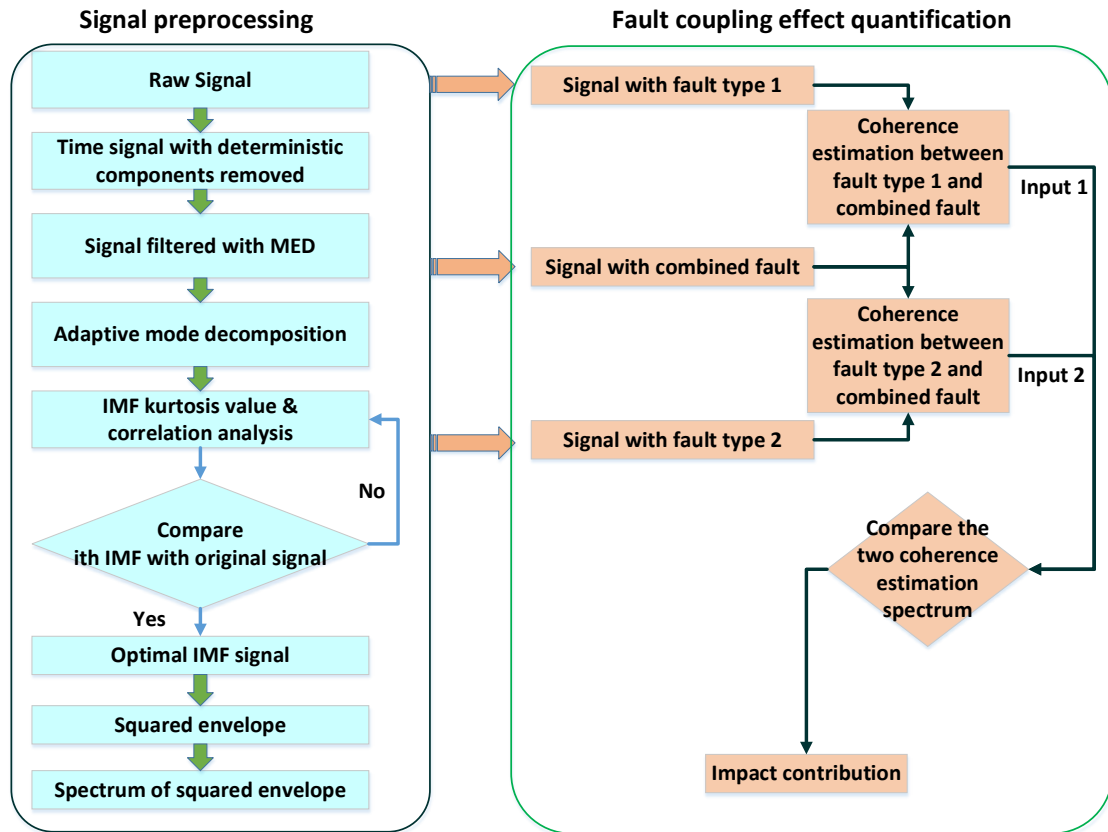 Signal preprocessing
Raw Signal
Time signal with deterministic
components removed
Signal filtered with MED
Adaptive mode decomposition
IMF kurtosis value &
correlation analysis
No
Compare
ith IMF with original signal
Yes
Optimal IMF signal
Squared envelope
Spectrum of squared envelope
Fault coupling effect quantification
Signal with fault type 1
Coherence
estimation between
fault type 1 and
combined fault
Input 1
Signal with combined fault
Coherence
estimation between
fault type 2 and
combined fault
Input 2
Signal with fault type 2
Compare the
two coherence
estimation
spectrum
Impact contribution